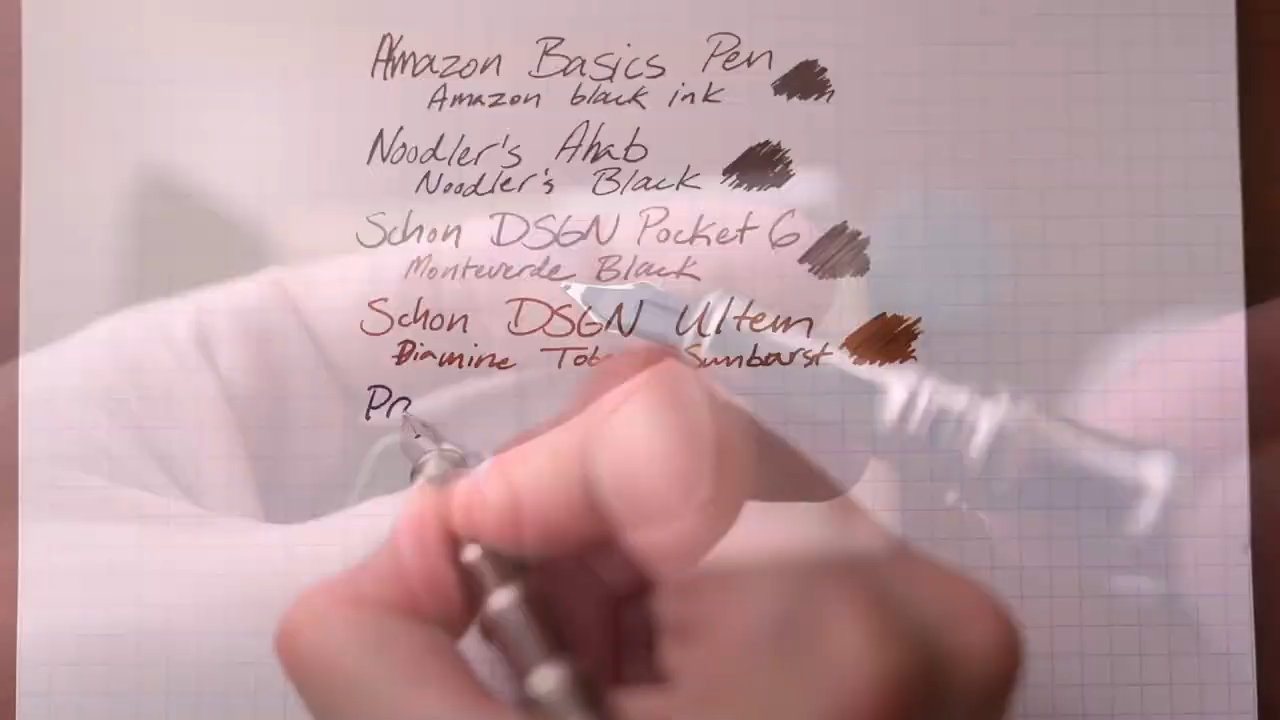 Amazon Basics Pen
Amazon black ink
Noodler's Ahab
Noodler's Black
Schon DSGN Pocket 6
Monteverde Black
Schon DSGN Ultem
Diamine Sunburst